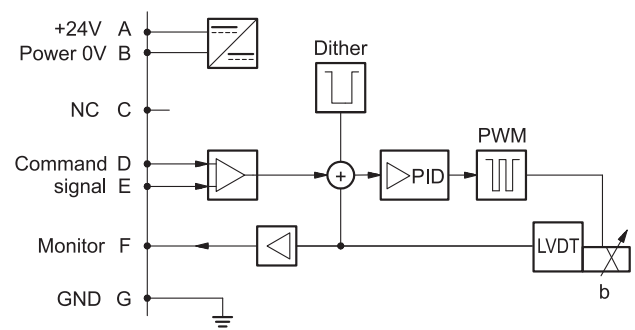 +24V A
Power 0V B
Dither
NC C
PWM
Command D
signal E
+
PID
Monitor F
LVDT
b
GND G